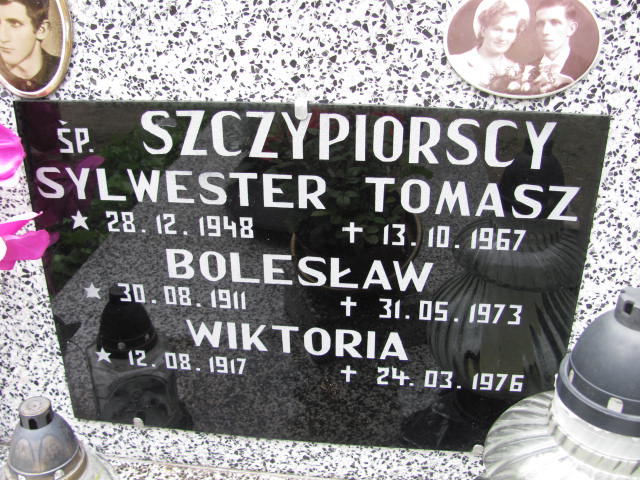 ŚP. SZCZYPIORSCY
SYLWESTER TOMASZ
★ 28.12.1948 ✝ 13.10.1967
BOLESŁAW
★ 30.08.1911 ✝ 31.05.1973
WIKTORIA
★ 12.08.1917 ✝ 24.03.1976